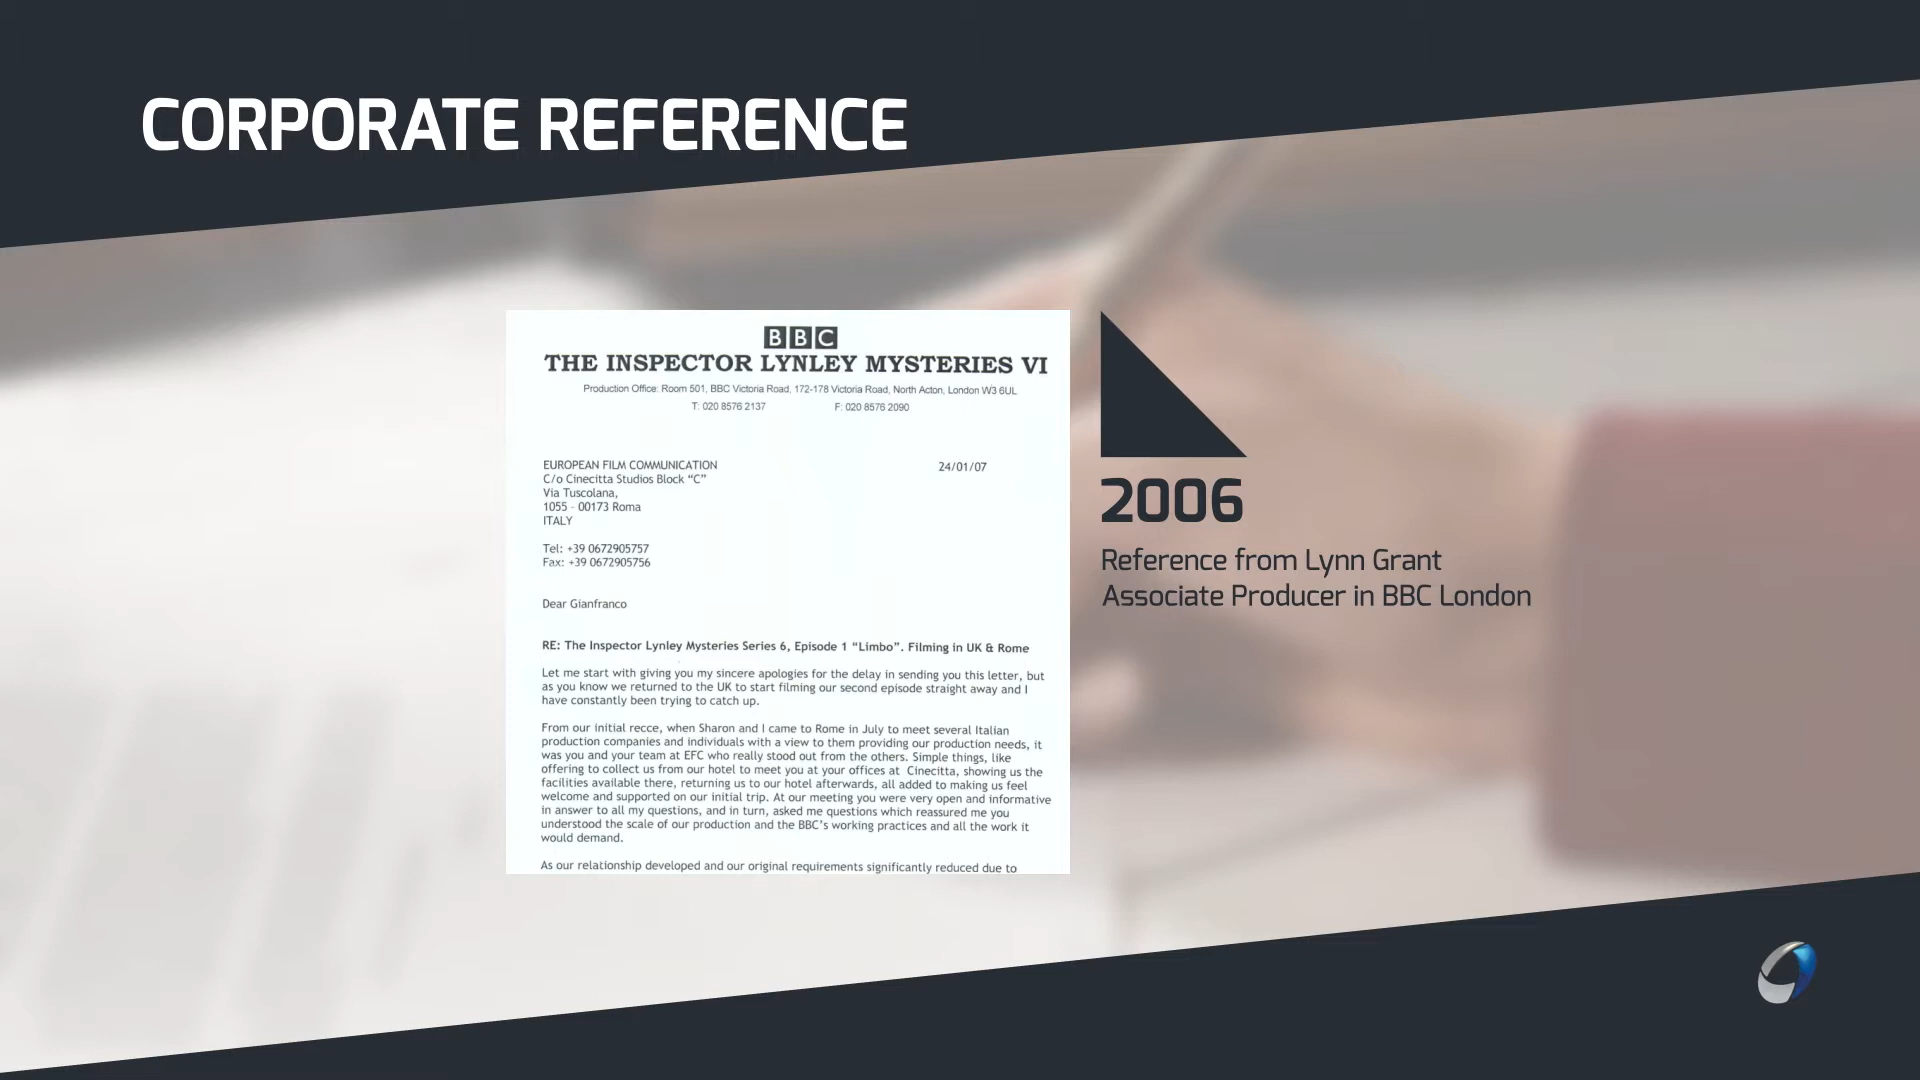 CORPORATE REFERENCE
BBC
THE INSPECTOR LYNLEY MYSTERIES VI
Production Office: Room 501, BBC Victoria Road, 172-178 Victoria Road, North Acton, London W3 6UL
T: 020 8576 2137 F: 020 8576 2090
EUROPEAN FILM COMMUNICATION 24/01/07
C/o Cinecitta Studios Block “C”
Via Tuscolana,
1055 - 00173 Roma
ITALY
Tel: +39 0672905757
Fax: +39 0672905756
Dear Gianfranco
RE: The Inspector Lynley Mysteries Series 6, Episode 1 “Limbo”. Filming in UK & Rome
Let me start with giving you my sincere apologies for the delay in sending you this letter, but
as you know we returned to the UK to start filming our second episode straight away and I
have constantly been trying to catch up.
From our initial recce, when Sharon and I came to Rome in July to meet several Italian
production companies and individuals with a view to them providing our production needs, it
was you and your team at EFC who really stood out from the others. Simple things, like
offering to collect us from our hotel to meet you at your offices at Cinecitta, showing us the
facilities available there, returning us to our hotel afterwards, all added to making us feel
welcome and supported on our initial trip. At our meeting you were very open and informative
in answer to all my questions, and in turn, asked me questions which reassured me you
understood the scale of our production and the BBC’s working practices and all the work it
would demand.
As our relationship developed and our original requirements significantly reduced due to
2006
Reference from Lynn Grant
Associate Producer in BBC London